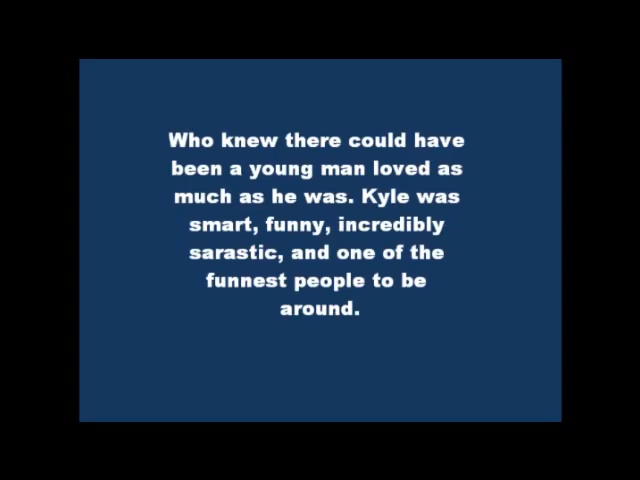 Who knew there could have
been a young man loved as
much as he was. Kyle was
smart, funny, incredibly
sarastic, and one of the
funnest people to be
around.